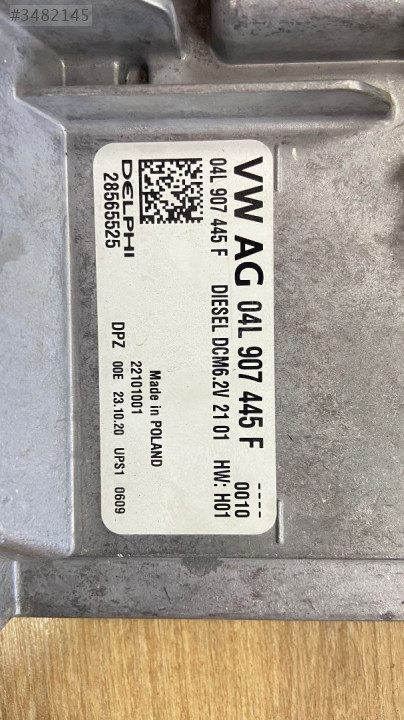 #3482145
VW AG 04L 907 445 F ----
0010
04L 907 445 F DIESEL DCM6.2V 21 01 HW: H01
Made in POLAND
22101001
DELPHI
28565525
DPZ 00E 23.10.20 UPS1 0609